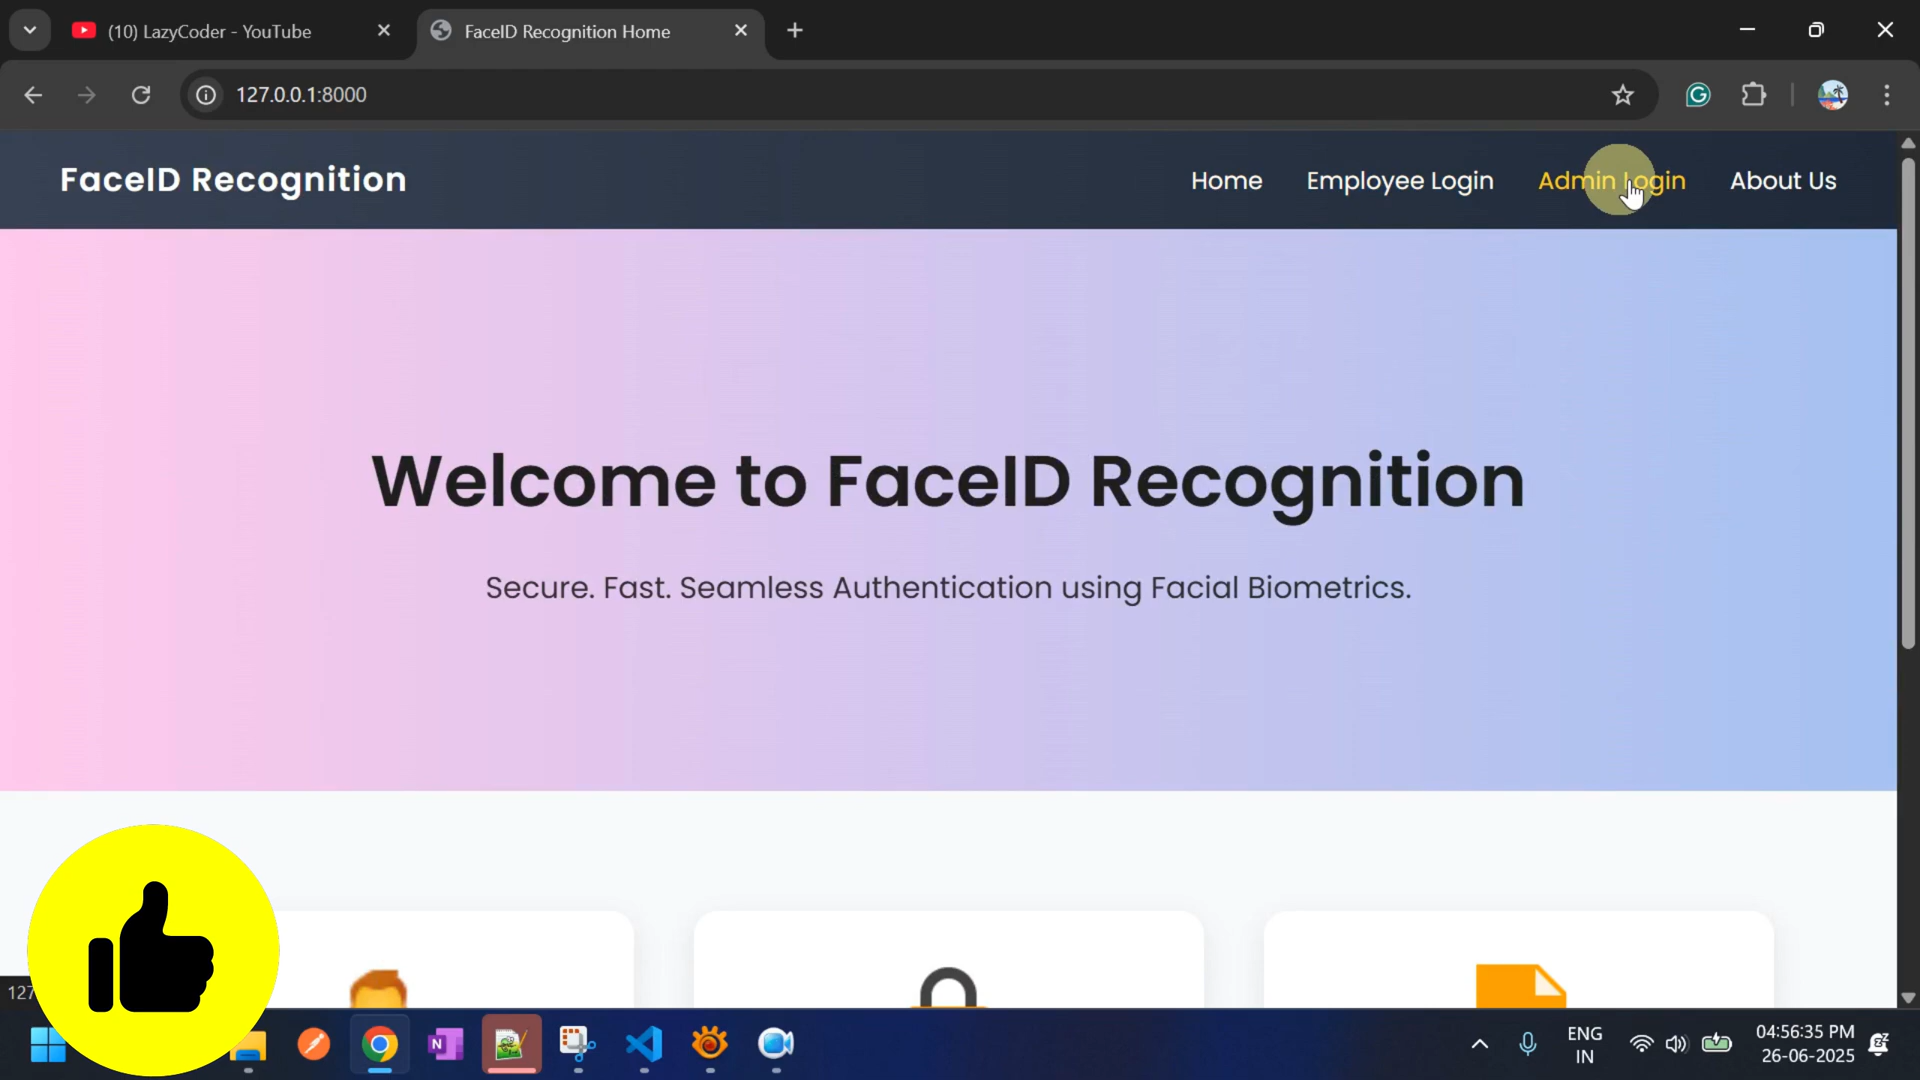 (10) LazyCoder - YouTube
FaceID Recognition Home
127.0.0.1:8000
FaceID Recognition
Home
Employee Login
Admin Login
About Us
Welcome to FaceID Recognition
Secure. Fast. Seamless Authentication using Facial Biometrics.
127
N
ENG
IN
04:56:35 PM
26-06-2025